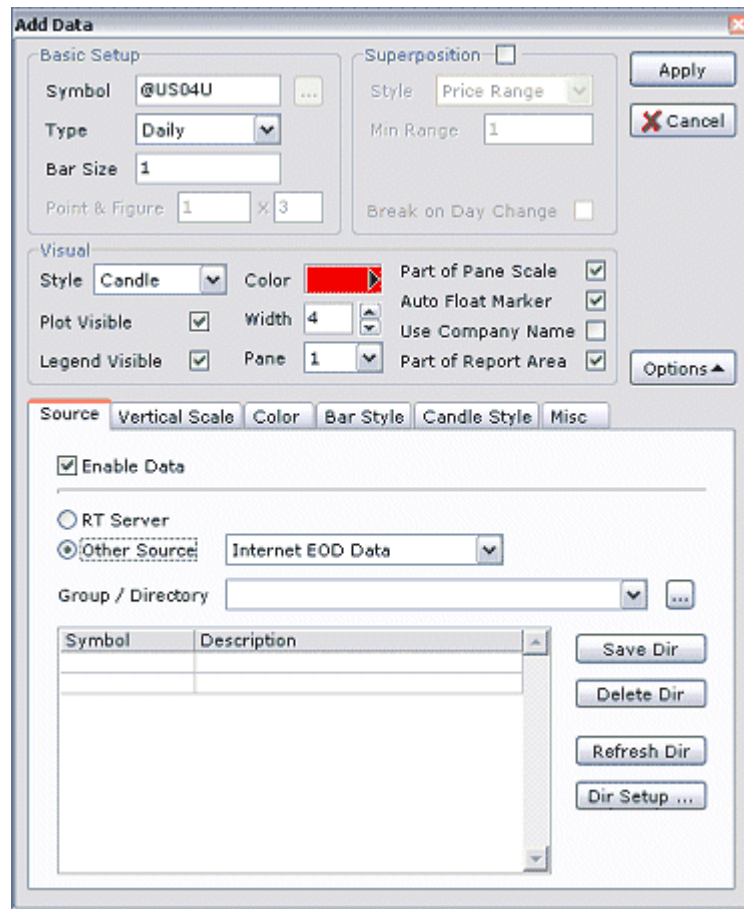 Add Data
Basic Setup
Superposition
Apply
Symbol @US04U ...
Style Price Range
Type Daily
Min Range 1
Cancel
Bar Size 1
Point & Figure 1 X 3
Break on Day Change
Visual
Style Candle
Color
Part of Pane Scale
Plot Visible
Width 4
Auto Float Marker
Use Company Name
Legend Visible
Pane 1
Part of Report Area
Options
Source Vertical Scale Color Bar Style Candle Style Misc
Enable Data
RT Server
Other Source Internet EOD Data
Group / Directory ...
Symbol Description
Save Dir
Delete Dir
Refresh Dir
Dir Setup ...